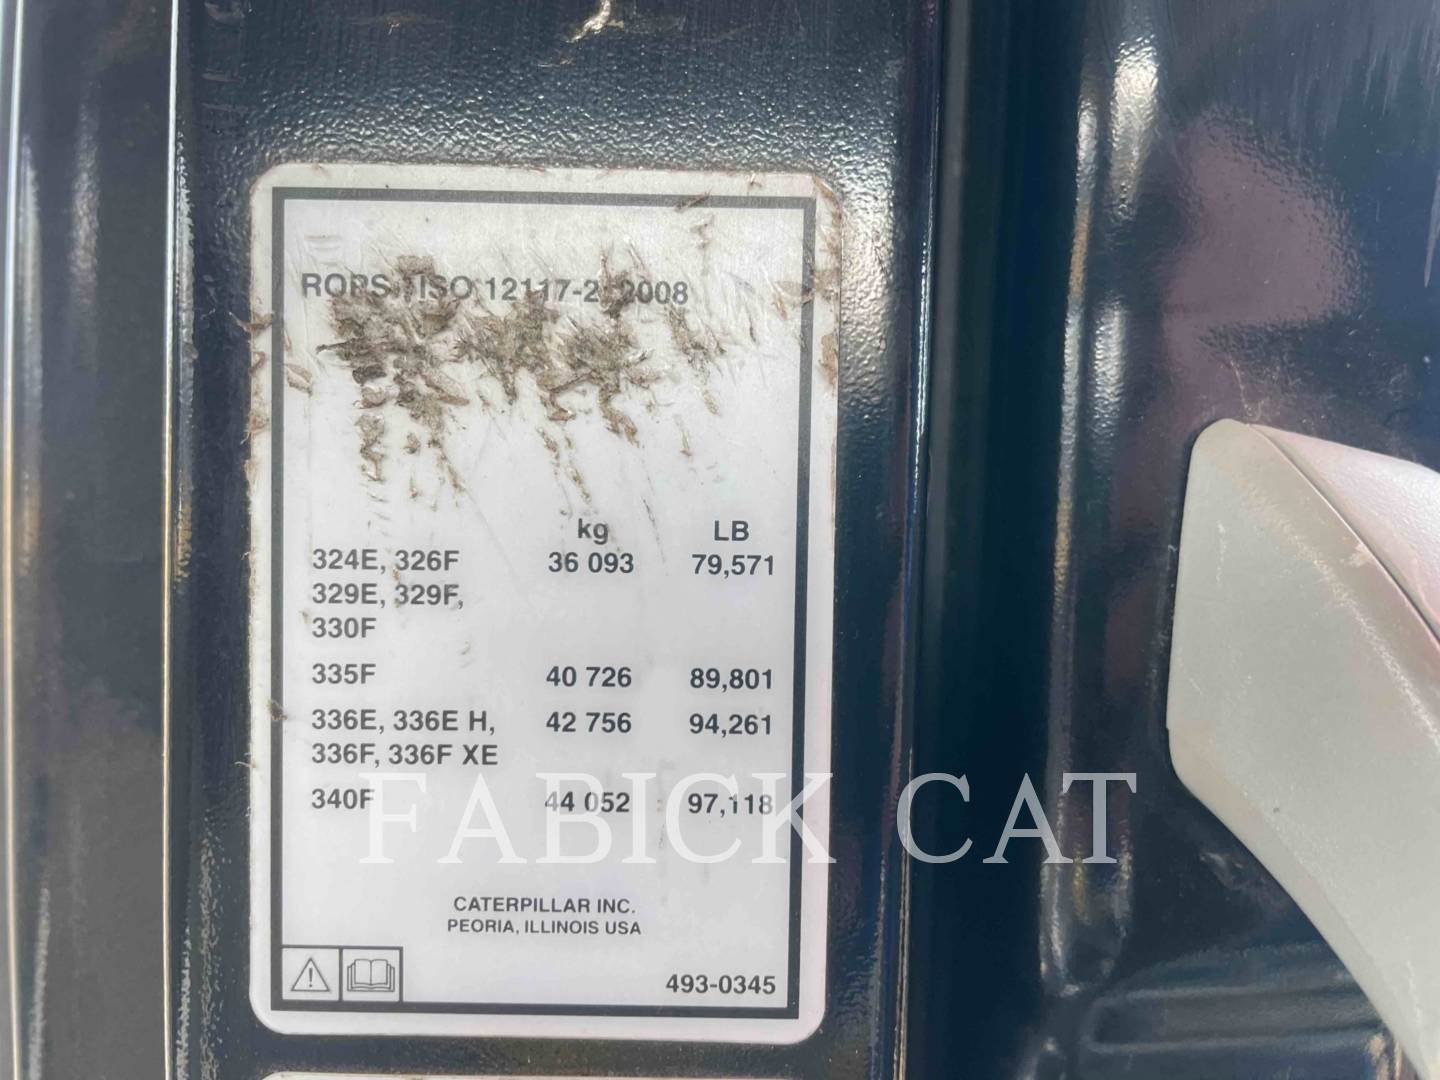 ROPS ISO 12117-2 2008
kg LB
324E, 326F 36 093 79,571
329E, 329F,
330F
335F 40 726 89,801
336E, 336E H, 42 756 94,261
336F, 336F XE
340F 44 052 97,118
FABICK CAT
CATERPILLAR INC.
PEORIA, ILLINOIS USA
493-0345